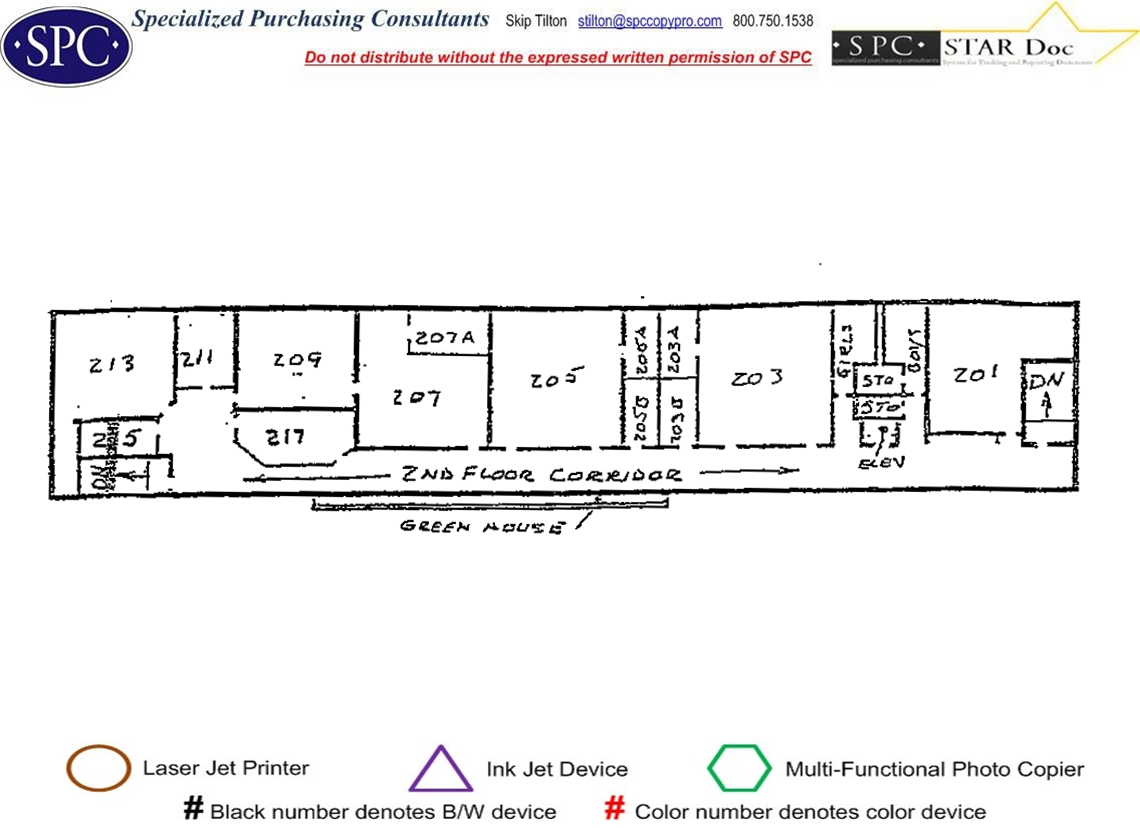 Specialized Purchasing Consultants Skip Tilton stilton@spccopypro.com 800.750.1538
·SPC·
Do not distribute without the expressed written permission of SPC
·SPC· STAR Doc
specialized purchasing consultants System for Tracking and Reporting Documents
213
211
209
207A
207
205
205A
203A
205B
203B
203
GIRLS
BOYS
STO
STO
ELEV
201
DN
217
DN
2ND FLOOR CORRIDOR
GREEN HOUSE
Laser Jet Printer
Ink Jet Device
Multi-Functional Photo Copier
# Black number denotes B/W device
# Color number denotes color device